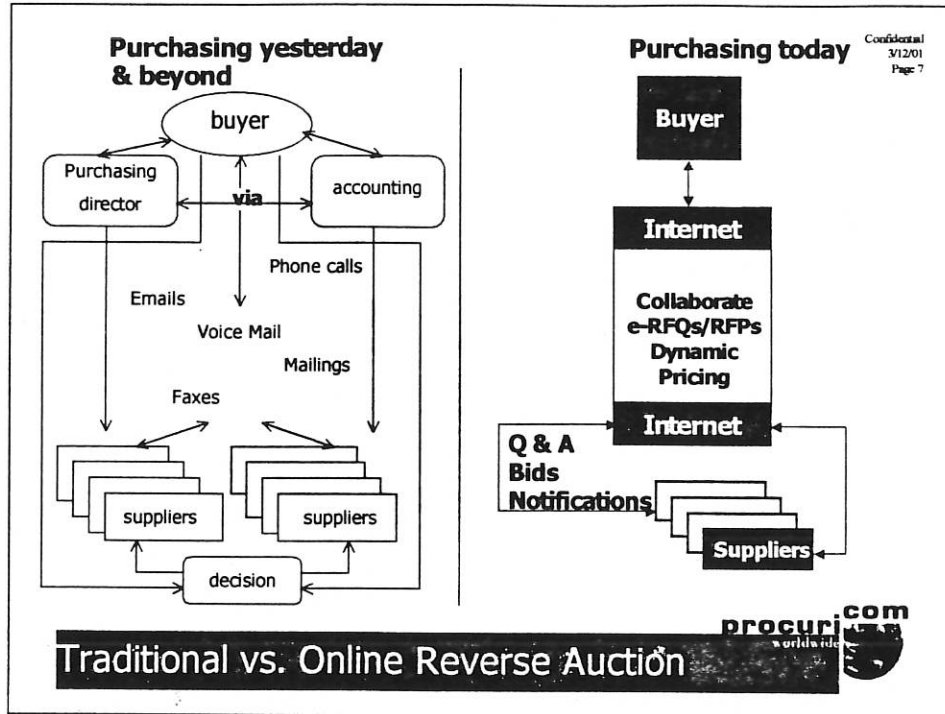 Purchasing yesterday
& beyond
buyer
Purchasing
director
via
accounting
Phone calls
Emails
Voice Mail
Mailings
Faxes
suppliers
suppliers
decision
Purchasing today
Confidential
3/12/01
Page 7
Buyer
Internet
Collaborate
e-RFQs/RFPs
Dynamic
Pricing
Internet
Q & A
Bids
Notifications
Suppliers
procuri.com
worldwide
Traditional vs. Online Reverse Auction